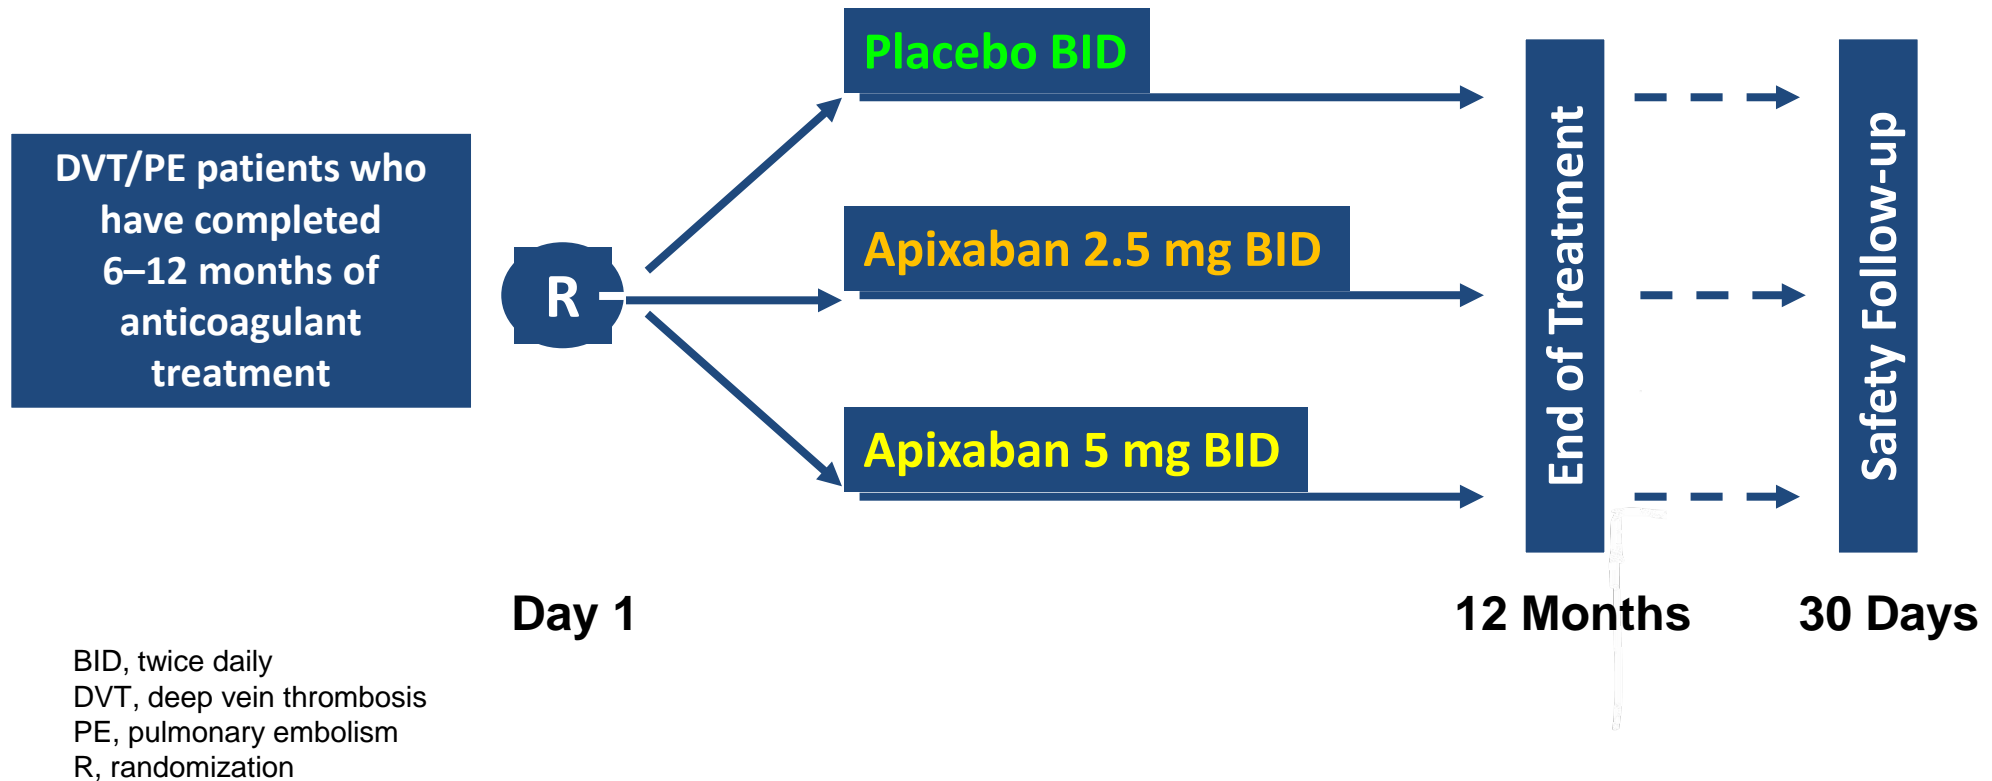 DVT/PE patients who
have completed
6–12 months of
anticoagulant
treatment
R
Placebo BID
Apixaban 2.5 mg BID
Apixaban 5 mg BID
End of Treatment
Safety Follow-up
Day 1
12 Months
30 Days
BID, twice daily
DVT, deep vein thrombosis
PE, pulmonary embolism
R, randomization